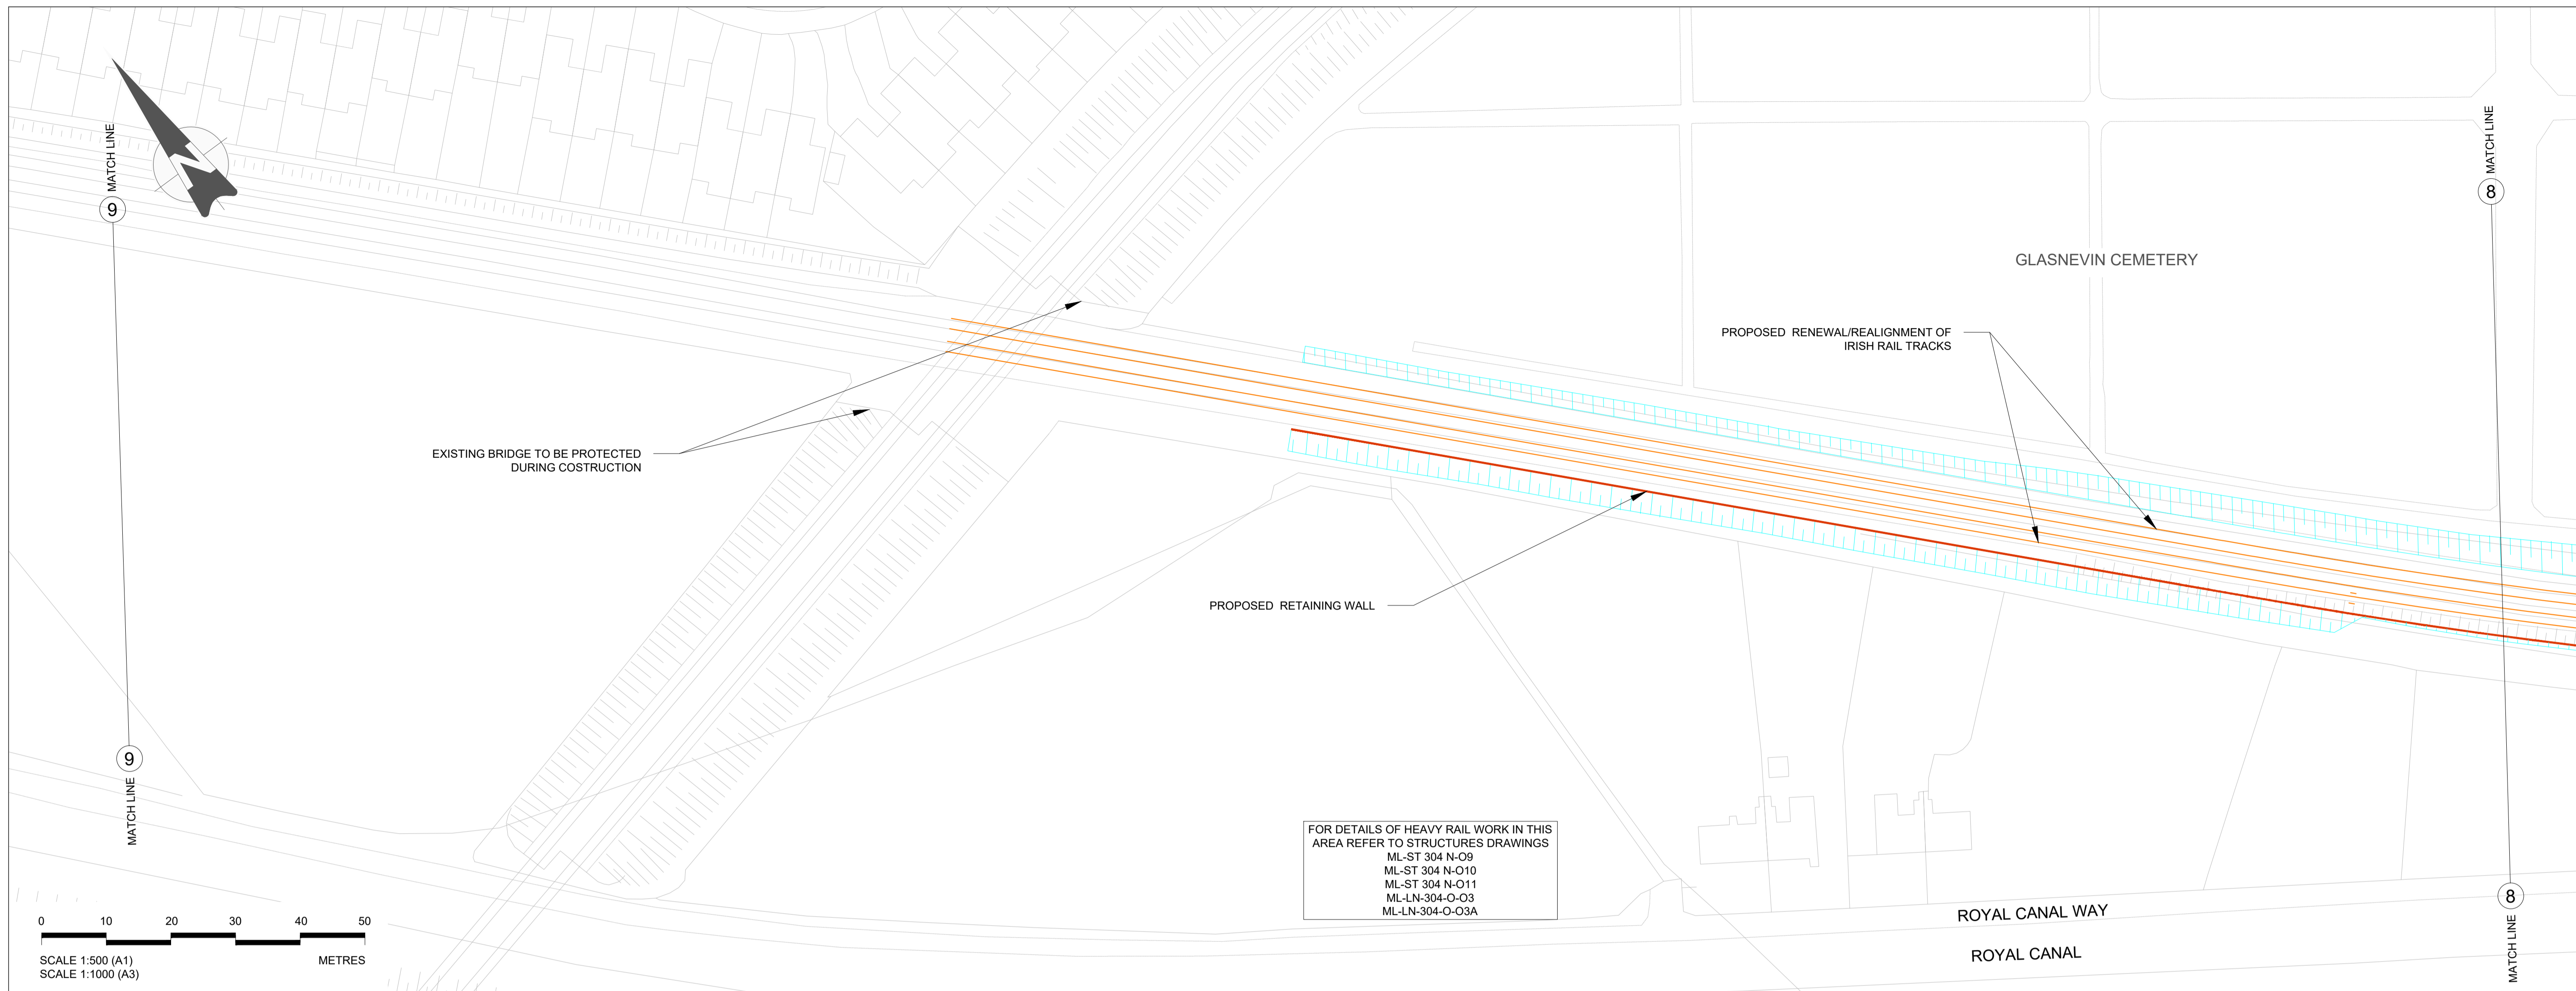 MATCH LINE
9
N
MATCH LINE
8
GLASNEVIN CEMETERY
PROPOSED RENEWAL/REALIGNMENT OF
IRISH RAIL TRACKS
EXISTING BRIDGE TO BE PROTECTED
DURING COSTRUCTION
PROPOSED RETAINING WALL
9
MATCH LINE
FOR DETAILS OF HEAVY RAIL WORK IN THIS
AREA REFER TO STRUCTURES DRAWINGS
ML-ST 304 N-O9
ML-ST 304 N-O10
ML-ST 304 N-O11
ML-LN-304-O-O3
ML-LN-304-O-O3A
8
MATCH LINE
ROYAL CANAL WAY
ROYAL CANAL
0 10 20 30 40 50
SCALE 1:500 (A1) METRES
SCALE 1:1000 (A3)